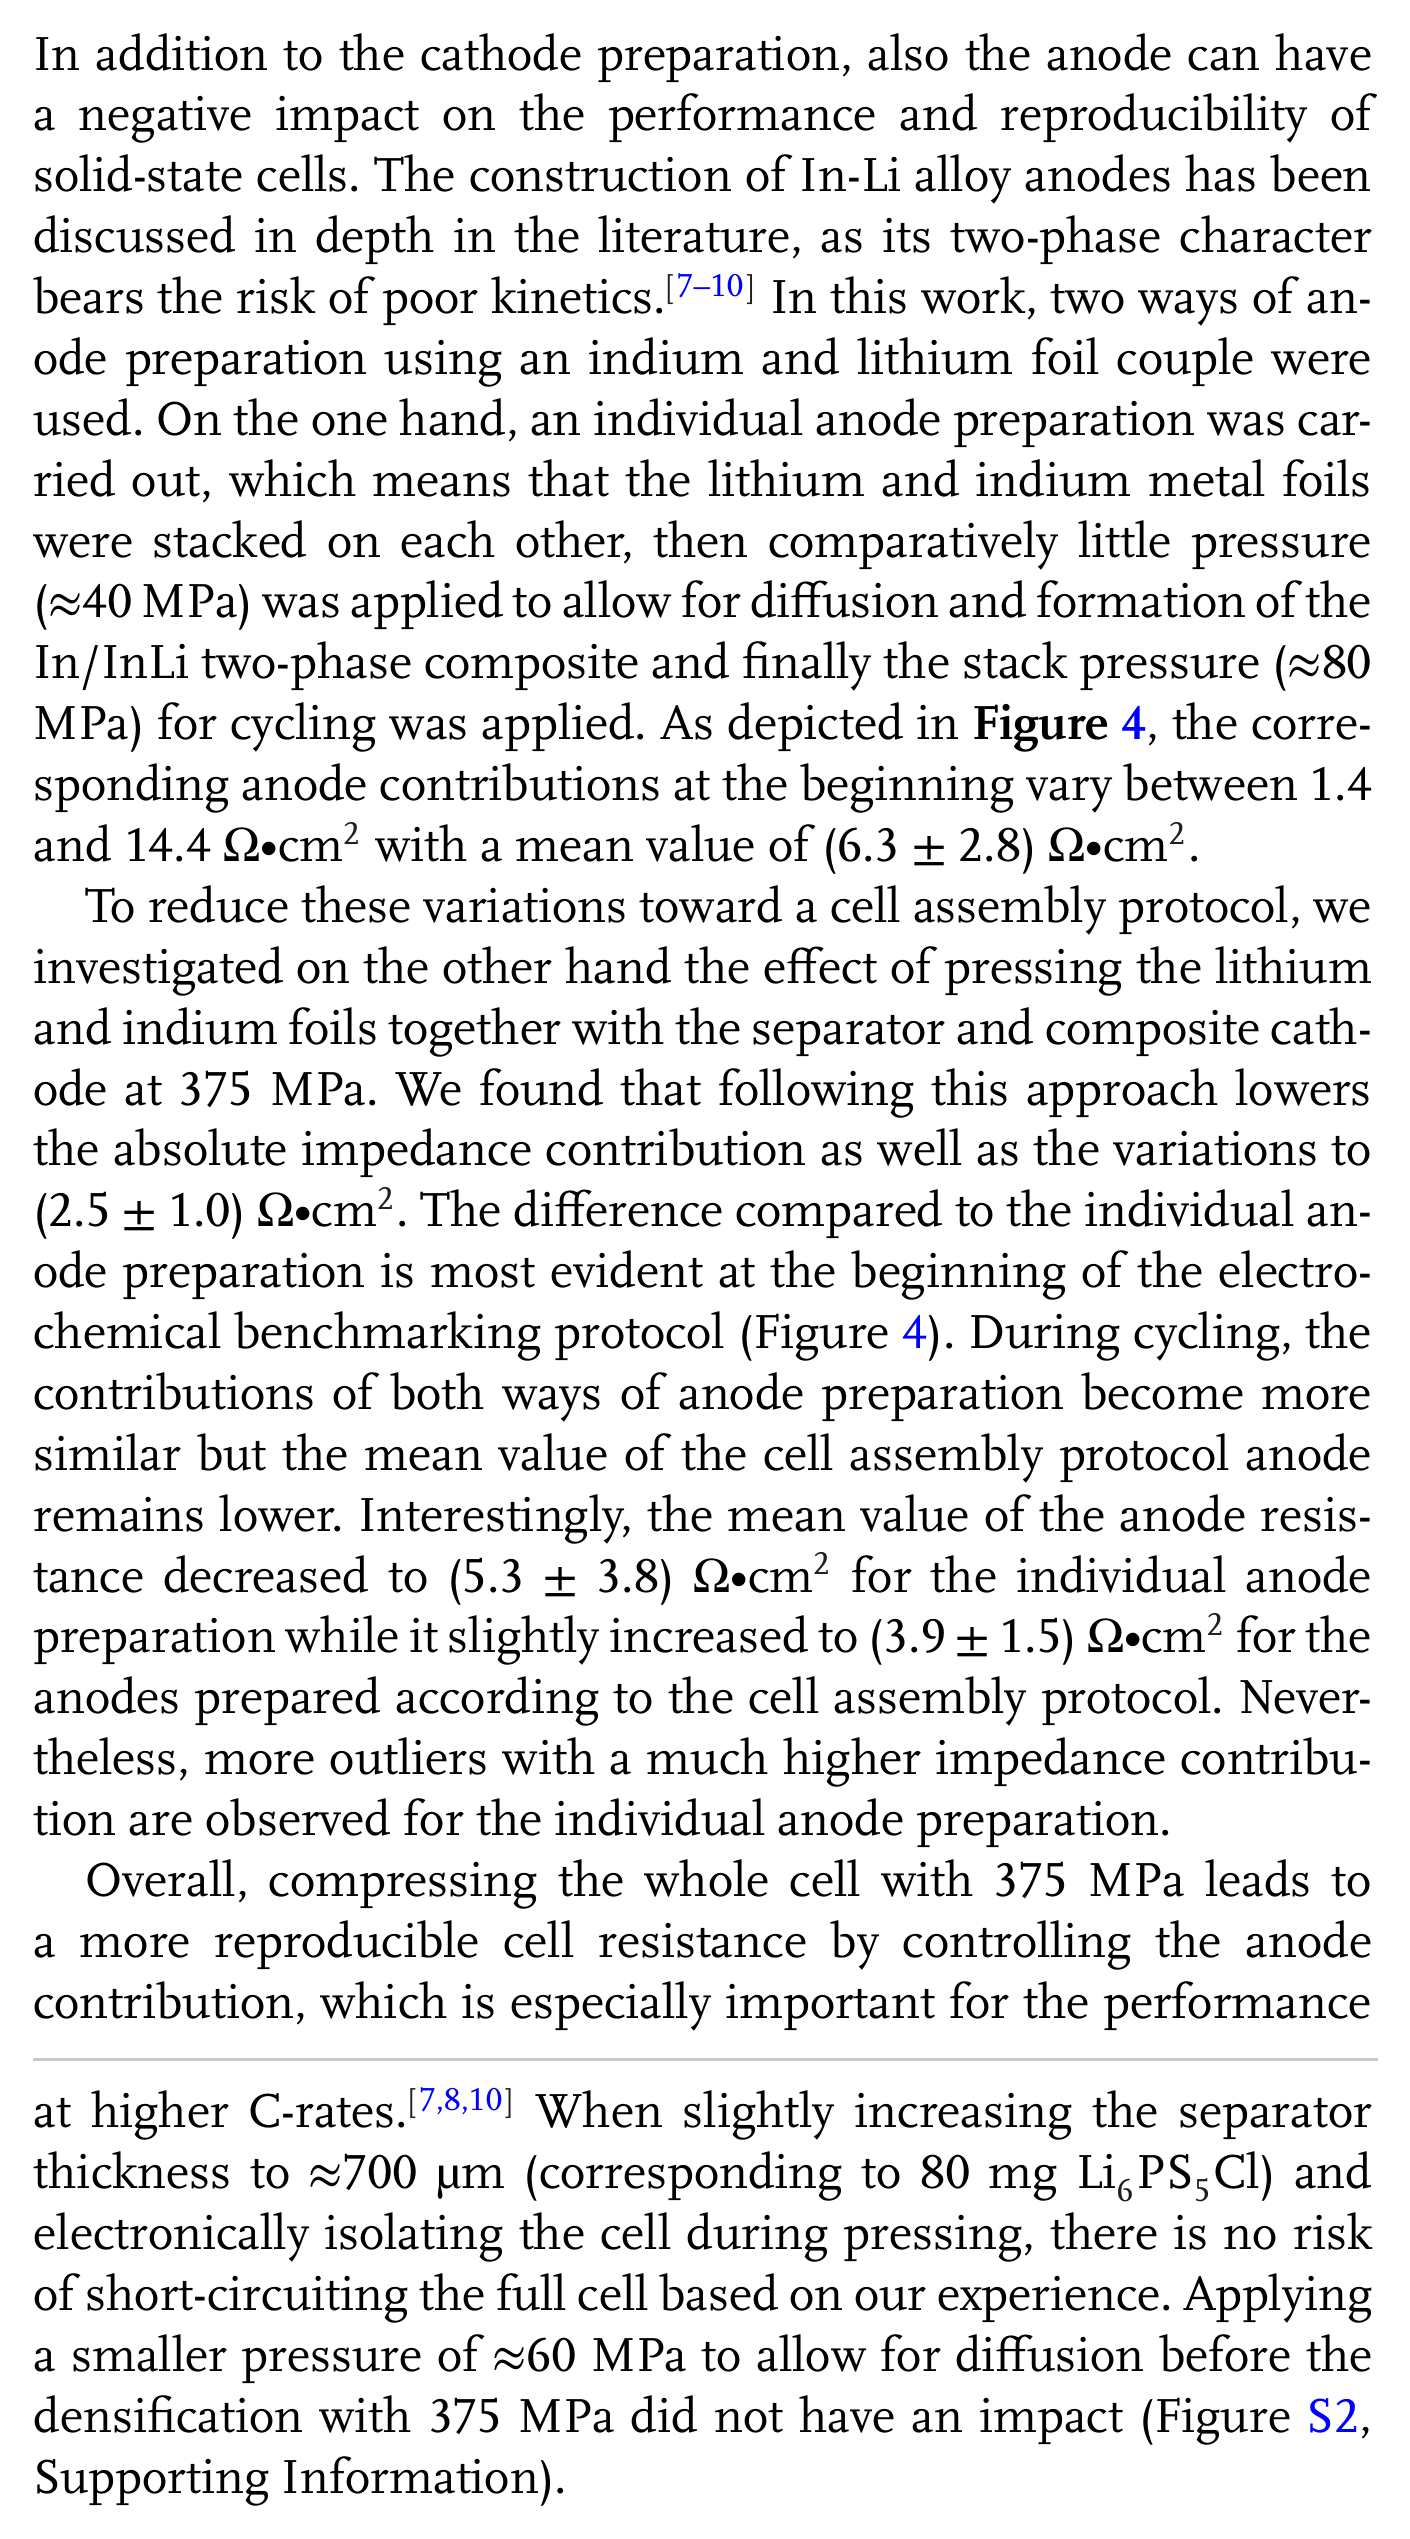 In addition to the cathode preparation, also the anode can have
a negative impact on the performance and reproducibility of
solid-state cells. The construction of In-Li alloy anodes has been
discussed in depth in the literature, as its two-phase character
bears the risk of poor kinetics.[7–10] In this work, two ways of an-
ode preparation using an indium and lithium foil couple were
used. On the one hand, an individual anode preparation was car-
ried out, which means that the lithium and indium metal foils
were stacked on each other, then comparatively little pressure
(≈40 MPa) was applied to allow for diffusion and formation of the
In/InLi two-phase composite and finally the stack pressure (≈80
MPa) for cycling was applied. As depicted in Figure 4, the corre-
sponding anode contributions at the beginning vary between 1.4
and 14.4 Ω•cm² with a mean value of (6.3 ± 2.8) Ω•cm².
To reduce these variations toward a cell assembly protocol, we
investigated on the other hand the effect of pressing the lithium
and indium foils together with the separator and composite cath-
ode at 375 MPa. We found that following this approach lowers
the absolute impedance contribution as well as the variations to
(2.5 ± 1.0) Ω•cm². The difference compared to the individual an-
ode preparation is most evident at the beginning of the electro-
chemical benchmarking protocol (Figure 4). During cycling, the
contributions of both ways of anode preparation become more
similar but the mean value of the cell assembly protocol anode
remains lower. Interestingly, the mean value of the anode resis-
tance decreased to (5.3 ± 3.8) Ω•cm² for the individual anode
preparation while it slightly increased to (3.9 ± 1.5) Ω•cm² for the
anodes prepared according to the cell assembly protocol. Never-
theless, more outliers with a much higher impedance contribu-
tion are observed for the individual anode preparation.
Overall, compressing the whole cell with 375 MPa leads to
a more reproducible cell resistance by controlling the anode
contribution, which is especially important for the performance
at higher C-rates.[7,8,10] When slightly increasing the separator
thickness to ≈700 μm (corresponding to 80 mg Li₆PS₅Cl) and
electronically isolating the cell during pressing, there is no risk
of short-circuiting the full cell based on our experience. Applying
a smaller pressure of ≈60 MPa to allow for diffusion before the
densification with 375 MPa did not have an impact (Figure S2,
Supporting Information).